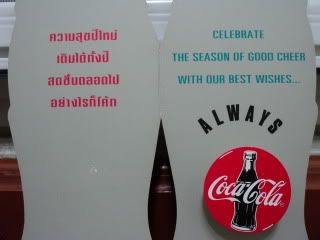 ความสุขปีใหม่
เติมได้ทั้งปี
สดชื่นตลอดไป
อย่างไรก็โค้ก
CELEBRATE
THE SEASON OF GOOD CHEER
WITH OUR BEST WISHES...
ALWAYS
Coca-Cola